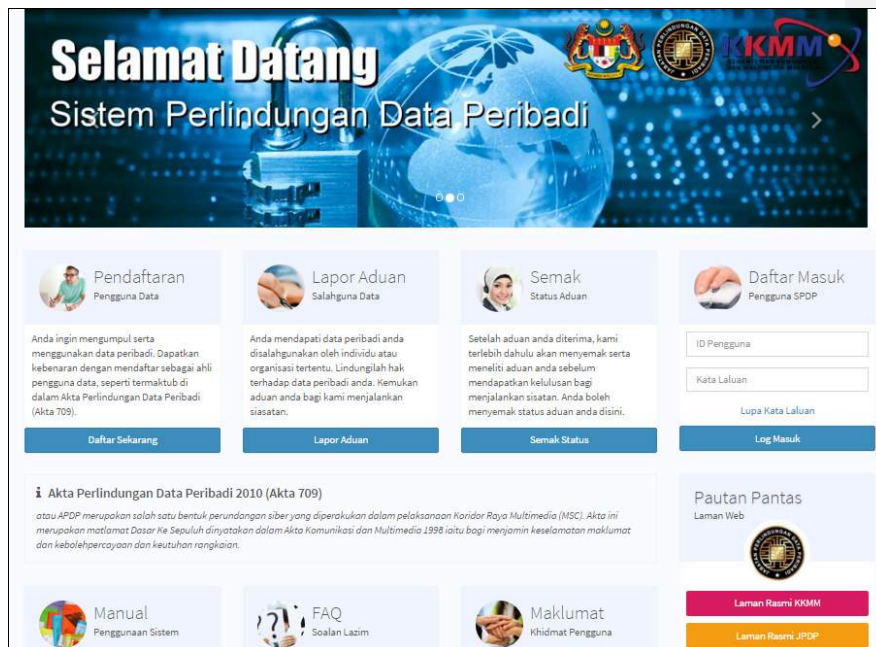 Selamat Datang
Sistem Perlindungan Data Peribadi
KKMM
Pendaftaran
Pengguna Data
Anda ingin mengumpul serta
menggunakan data peribadi. Dapatkan
kebenaran dengan mendaftar sebagai ahli
pengguna data, seperti termaktub di
dalam Akta Perlindungan Data Peribadi
(Akta 709).
Daftar Sekarang
Lapor Aduan
Salahguna Data
Anda mendapati data peribadi anda
disalahgunakan oleh individu atau
organisasi tertentu. Lindungilah hak
terhadap data peribadi anda. Kemukan
aduan anda bagi kami menjalankan
siasatan.
Lapor Aduan
Semak
Status Aduan
Setelah aduan anda diterima, kami
terlebih dahulu akan menyemak serta
meneliti aduan anda sebelum
mendapatkan kelulusan bagi
menjalankan sisatan. Anda boleh
menyemak status aduan anda disini.
Semak Status
Daftar Masuk
Pengguna SPDP
ID Pengguna
Kata Laluan
Lupa Kata Laluan
Log Masuk
i Akta Perlindungan Data Peribadi 2010 (Akta 709)
atau APDP merupakan salah satu bentuk perundangan siber yang diperakukan dalam pelaksanaan Koridor Raya Multimedia (MSC). Akta ini
merupakan matlamat Dasar Ke Sepuluh dinyatakan dalam Akta Komunikasi dan Multimedia 1998 iaitu bagi menjamin keselamatan maklumat
dan kebolehpercayaan dan keutuhan rangkaian.
Pautan Pantas
Laman Web
JABATAN PERLINDUNGAN DATA PERIBADI
Laman Rasmi KKMM
Laman Rasmi JPDP
Manual
Penggunaan Sistem
FAQ
Soalan Lazim
Maklumat
Khidmat Pengguna